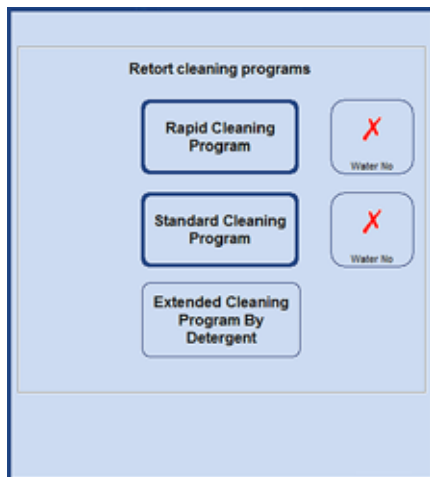 Retort cleaning programs
Rapid Cleaning
Program
Water No
Standard Cleaning
Program
Water No
Extended Cleaning
Program By
Detergent